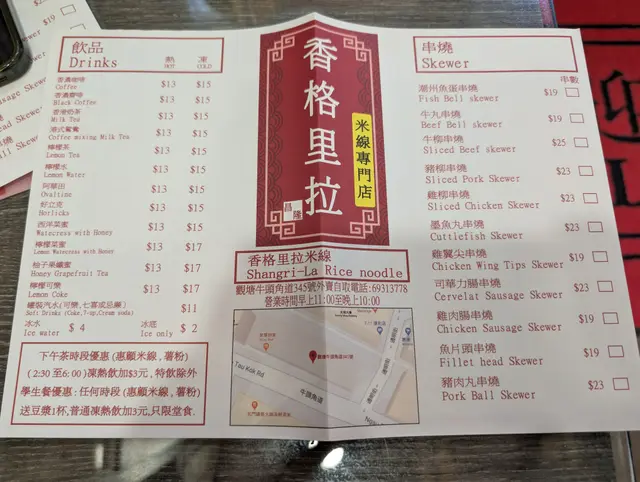 飲品
Drinks
熱 凍
HOT COLD
香濃咖啡
Coffee $13 $15
香濃齋啡
Black Coffee $13 $15
香滑奶茶
Milk Tea $13 $15
港式鴛鴦
Coffee mixing Milk Tea $13 $15
檸檬茶
Lemon Tea $13 $15
檸檬水
Lemon Water $13 $15
阿華田
Ovaltine $13 $15
好立克
Horlicks $13 $15
西洋菜蜜
Watercress with Honey $13 $15
檸檬菜蜜
Lemon Watercress with Honey $13 $17
柚子果蜜
Honey Grapefruit Tea $13 $17
檸檬可樂
Lemon Coke $13 $17
罐裝汽水(可樂,七喜或忌廉)
Soft Drinks (Coke,7-up,Cream soda) $11
冰水
Ice water $ 4
冰底
Ice only $ 2
下午茶時段優惠 (惠顧米線,薯粉)
(2:30 至6:00)凍熱飲加$3元, 特飲除外
學生餐優惠:任何時段 (惠顧米線,薯粉)
送豆漿1杯,普通凍熱飲加3元,只限堂食.
香格里拉
米線專門店
昌隆
香格里拉米線
Shangri-La Rice noodle
觀塘牛頭角道345號外賣自取電話:69313778
營業時間早上11:00至晚上10:00
Tau Kok Rd
牛頭角道
串燒
Skewer
串數
潮州魚蛋串燒
Fish Bell skewer $19
牛丸串燒
Beef Bell skewer $19
牛柳串燒
Sliced Beef skewer $25
豬柳串燒
Sliced Pork Skewer $23
雞柳串燒
Sliced Chicken Skewer $23
墨魚丸串燒
Cuttlefish Skewer $23
雞翼尖串燒
Chicken Wing Tips Skewer $23
司華力腸串燒
Cervelat Sausage Skewer $23
雞肉腸串燒
Chicken Sausage Skewer $23
魚片頭串燒
Fillet head Skewer $23
豬肉丸串燒
Pork Ball Skewer $23